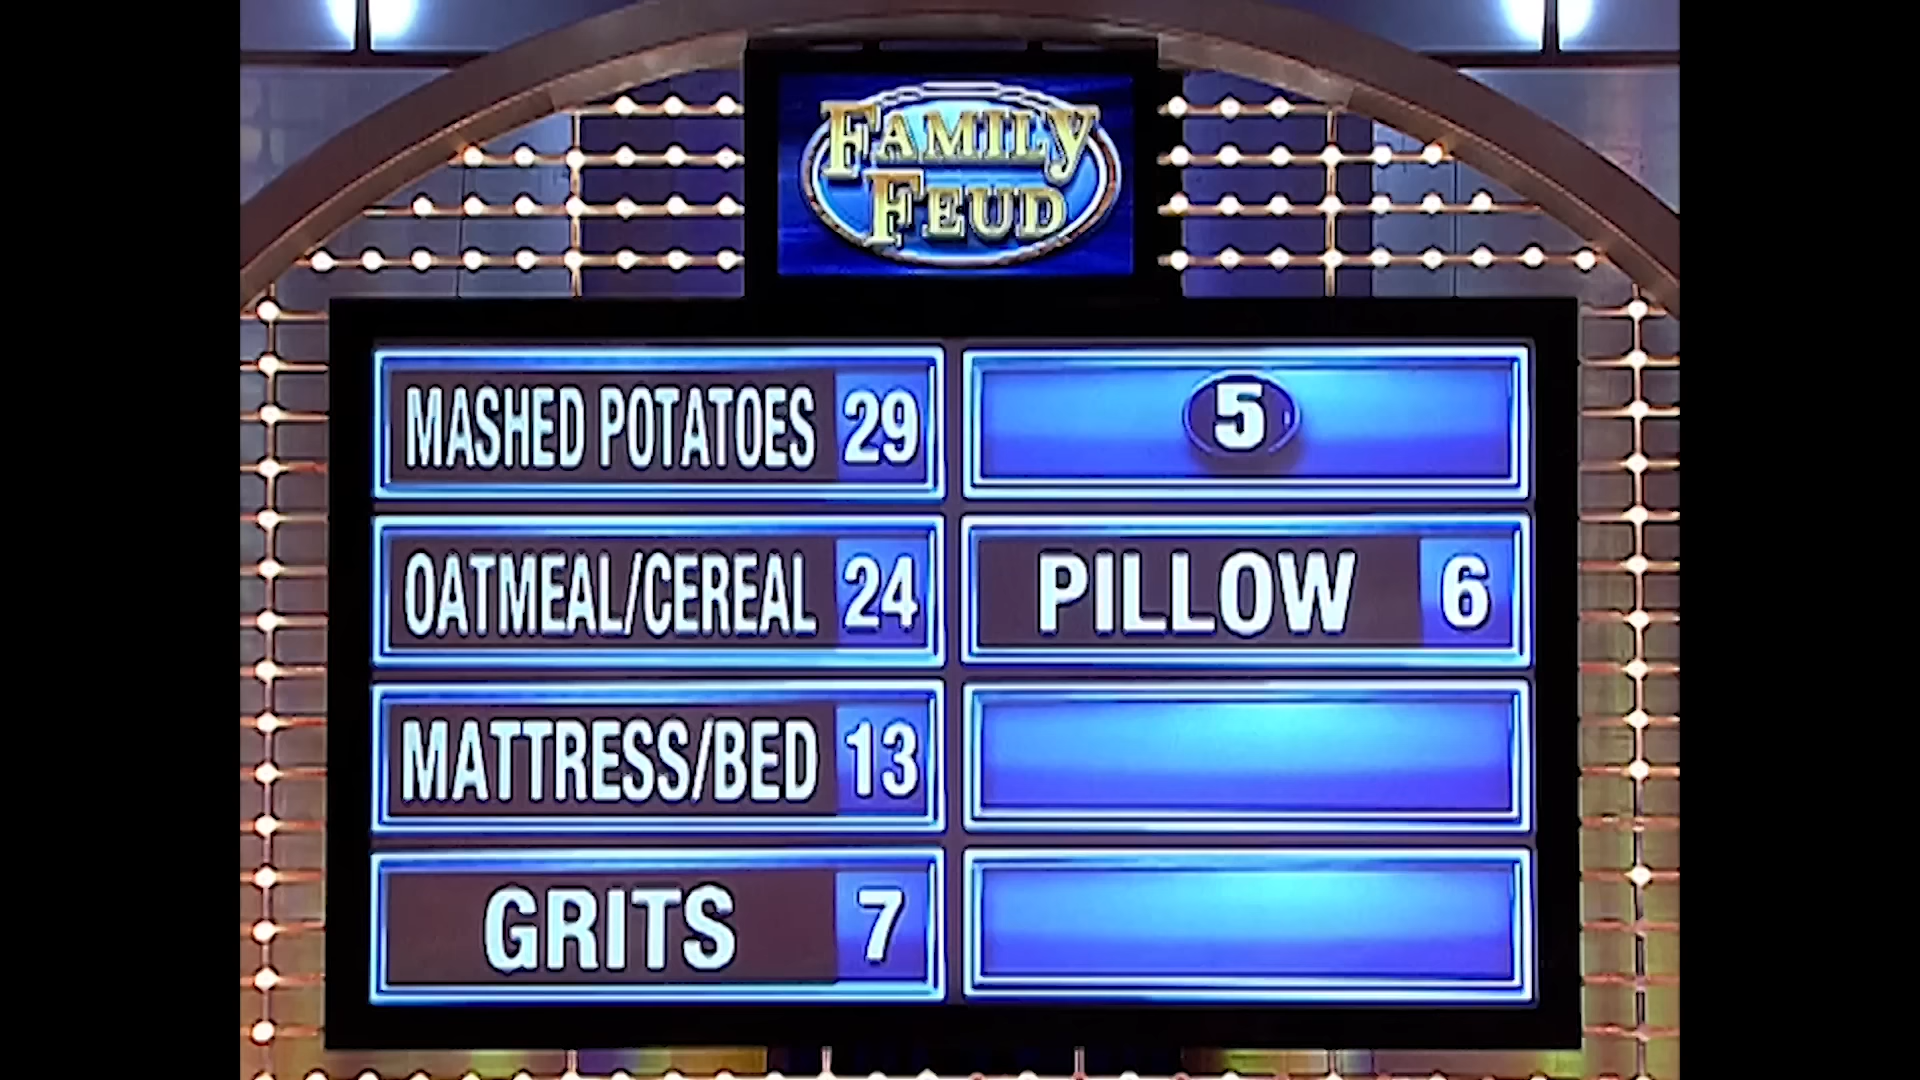 FAMILY
FEUD
MASHED POTATOES 29
OATMEAL/CEREAL 24
MATTRESS/BED 13
GRITS 7
5
PILLOW 6